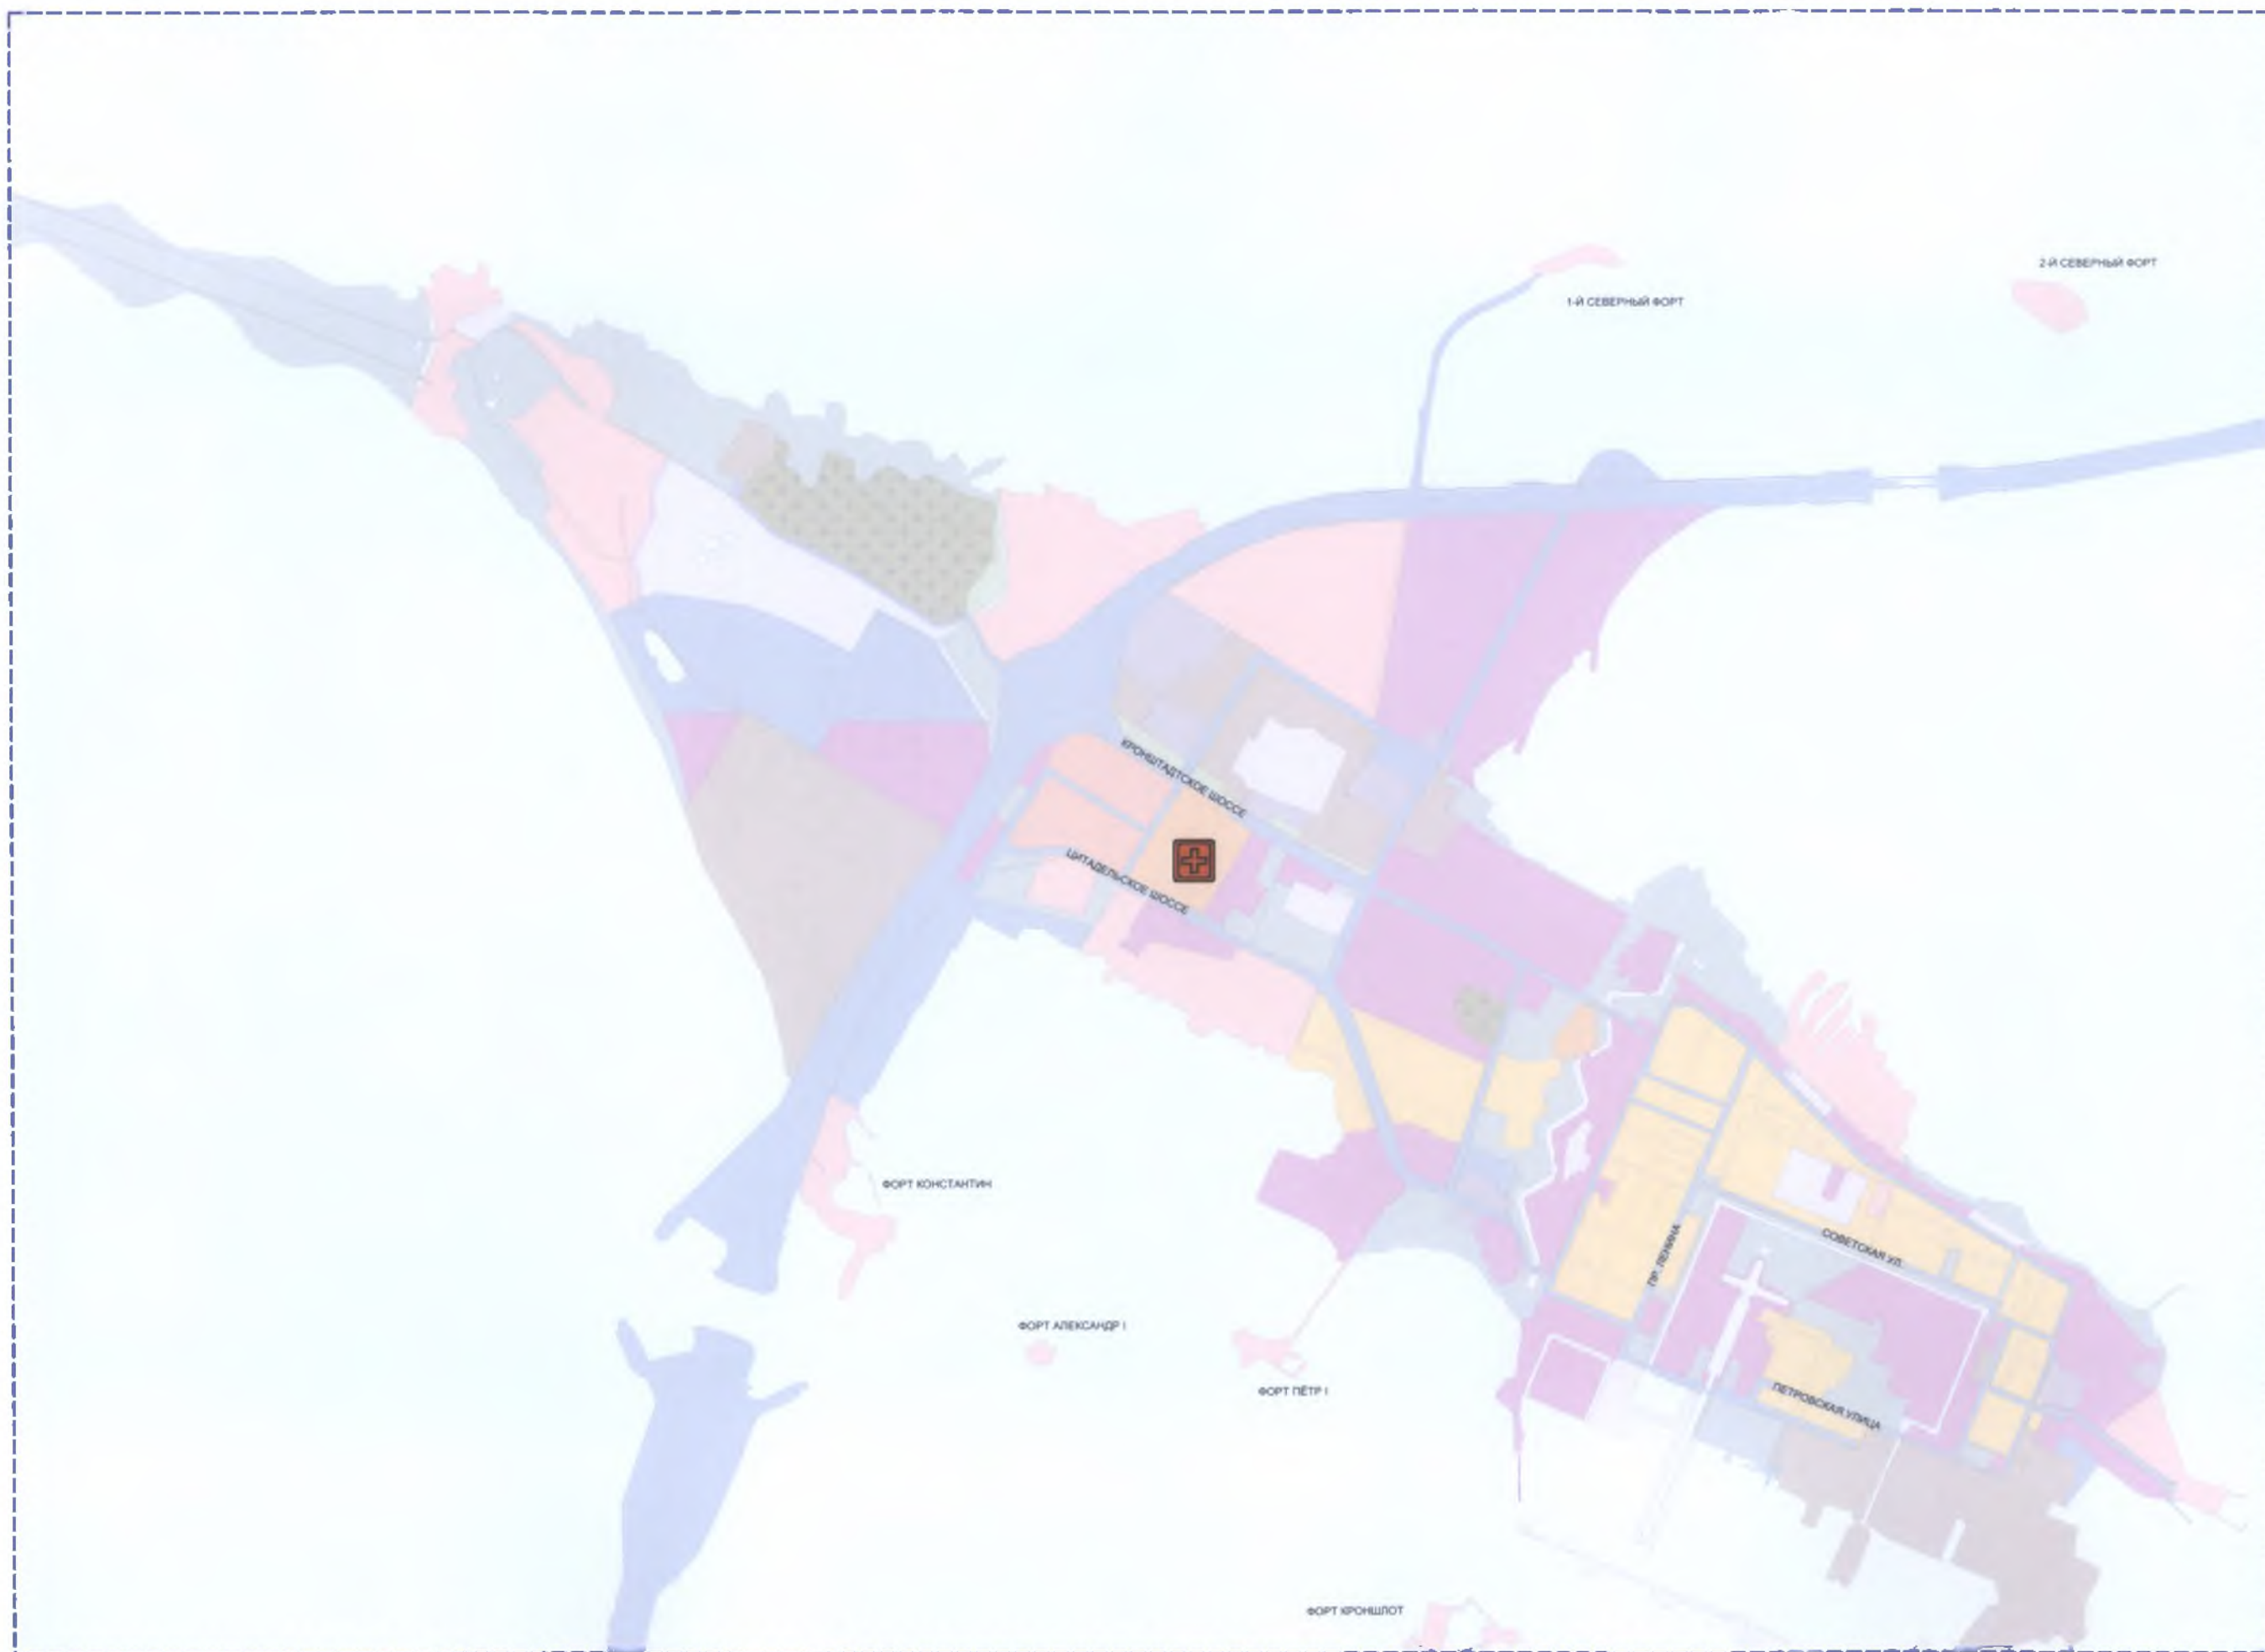 2-Й СЕВЕРНЫЙ ФОРТ
1-Й СЕВЕРНЫЙ ФОРТ
КРОНШТАДТСКОЕ ШОССЕ
ЦИТАДЕЛЬСКОЕ ШОССЕ
ФОРТ КОНСТАНТИН
СОВЕТСКАЯ УЛ.
ПР. ЛЕНИНА
ФОРТ АЛЕКСАНДР I
ФОРТ ПЁТР I
ПЕТРОВСКАЯ УЛИЦА
ФОРТ КРОНШЛОТ